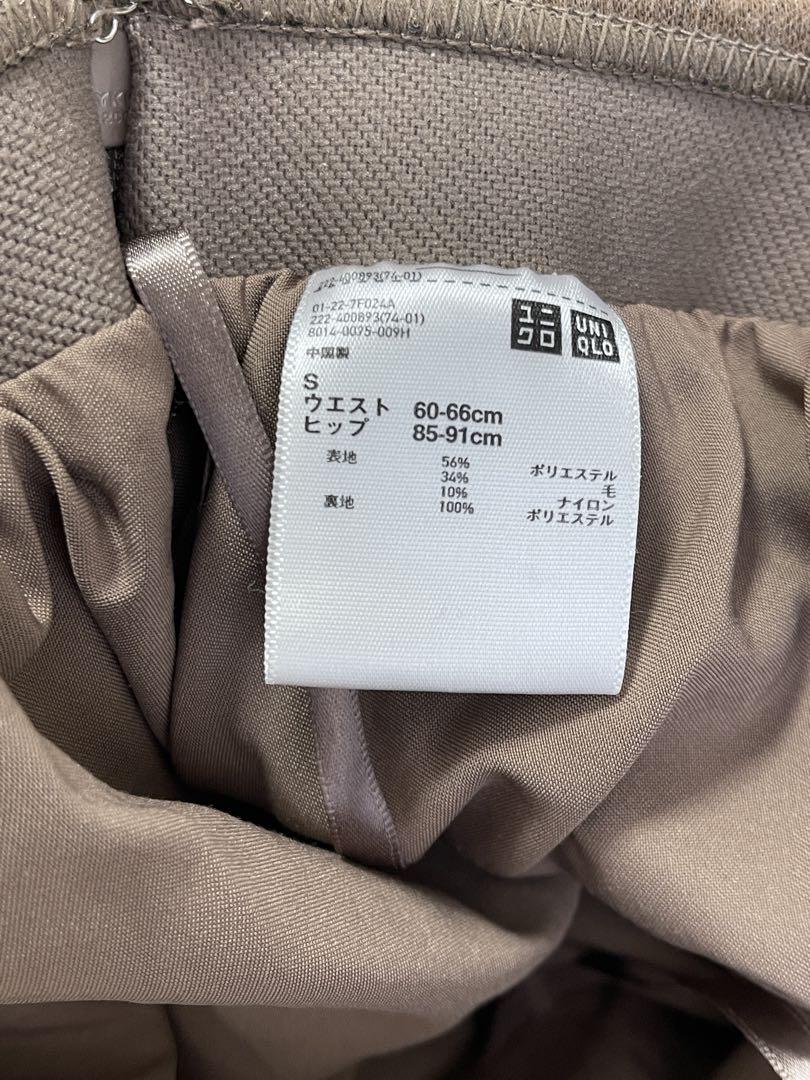 222-400893(74-01)
01-22-7F024A
222-400893(74-01)
8014-0095-009H
中国製
ユニクロ
UNIQLO
S
ウエスト 60-66cm
ヒップ 85-91cm
表地 56% ポリエステル
34% 毛
10% ナイロン
裏地 100% ポリエステル